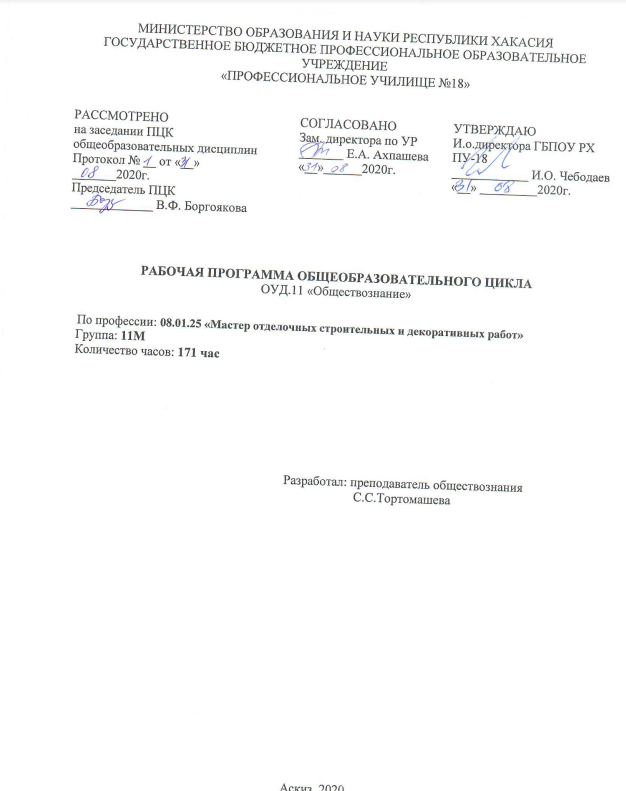 МИНИСТЕРСТВО ОБРАЗОВАНИЯ И НАУКИ РЕСПУБЛИКИ ХАКАСИЯ
ГОСУДАРСТВЕННОЕ БЮДЖЕТНОЕ ПРОФЕССИОНАЛЬНОЕ ОБРАЗОВАТЕЛЬНОЕ
УЧРЕЖДЕНИЕ
«ПРОФЕССИОНАЛЬНОЕ УЧИЛИЩЕ №18»
РАССМОТРЕНО
на заседании ПЦК
общеобразовательных дисциплин
Протокол № 1 от «31»
08 2020г.
Председатель ПЦК
В.Ф. Боргоякова
СОГЛАСОВАНО
Зам. директора по УР
Е.А. Ахпашева
«31» 08 2020г.
УТВЕРЖДАЮ
И.о.директора ГБПОУ РХ
ПУ-18
И.О. Чебодаев
«31» 08 2020г.
РАБОЧАЯ ПРОГРАММА ОБЩЕОБРАЗОВАТЕЛЬНОГО ЦИКЛА
ОУД.11 «Обществознание»
По профессии: 08.01.25 «Мастер отделочных строительных и декоративных работ»
Группа: 11М
Количество часов: 171 час
Разработал: преподаватель обществознания
С.С.Тортомашева
Аскиз, 2020